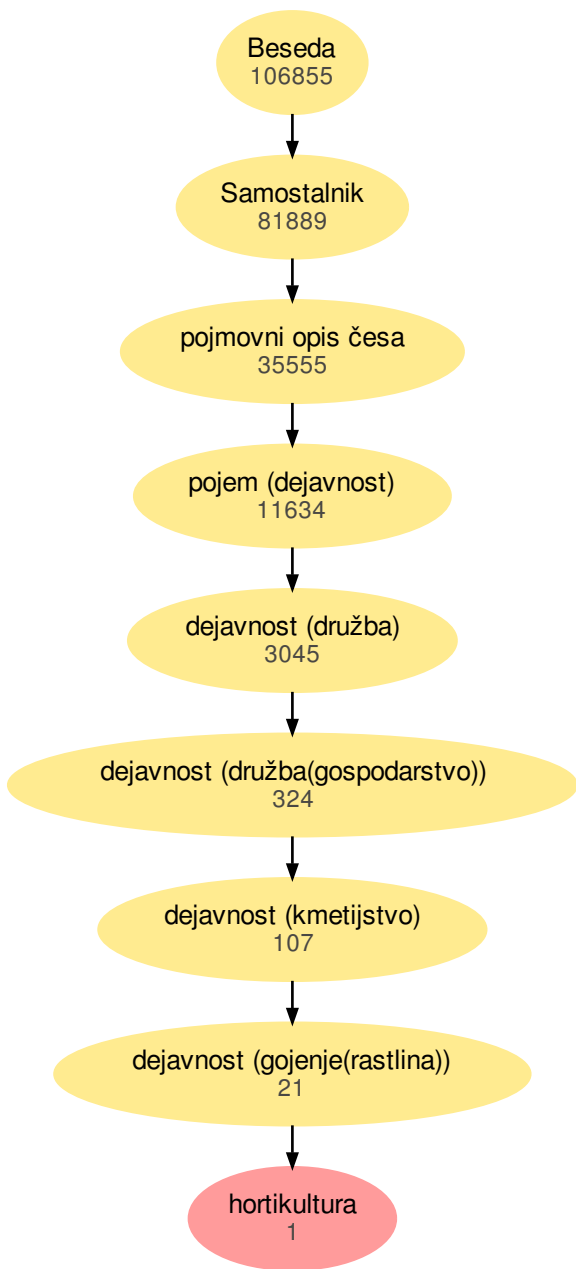 Beseda
106855
Samostalnik
81889
pojmovni opis česa
35555
pojem (dejavnost)
11634
dejavnost (družba)
3045
dejavnost (družba(gospodarstvo))
324
dejavnost (kmetijstvo)
107
dejavnost (gojenje(rastlina))
21
hortikultura
1